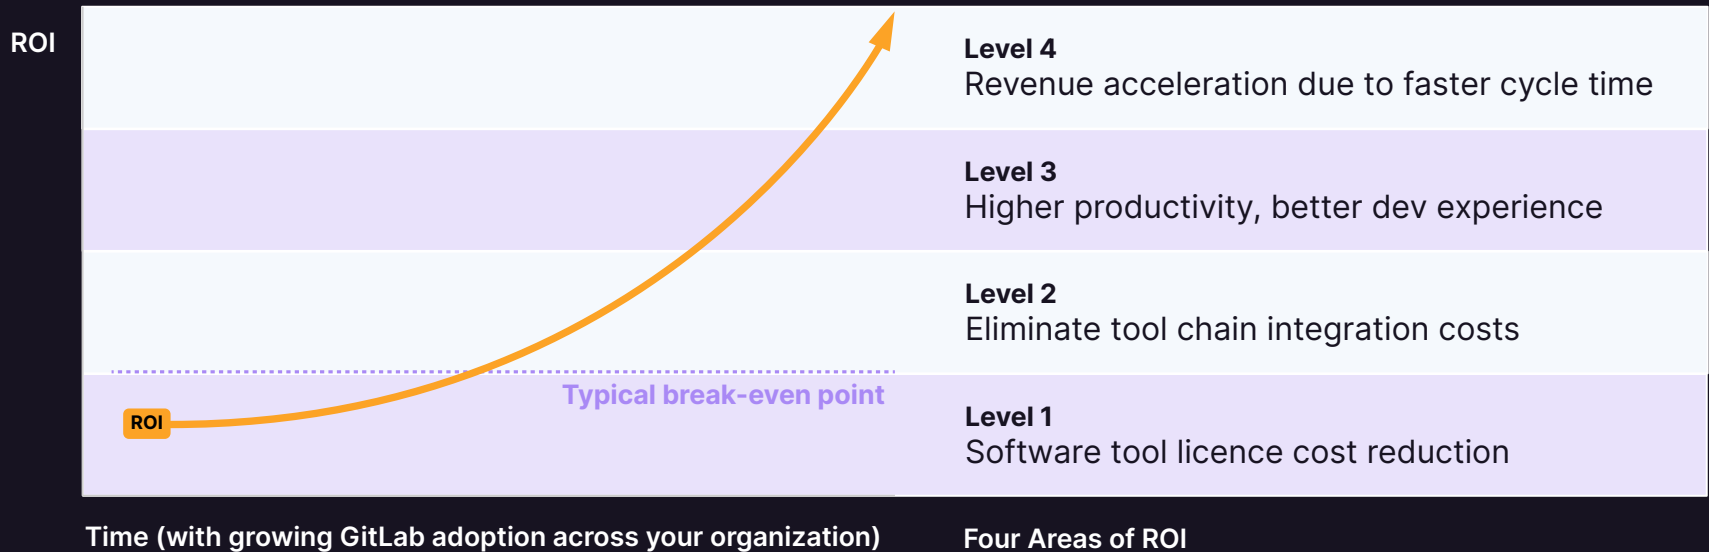 ROI
Level 4
Revenue acceleration due to faster cycle time
Level 3
Higher productivity, better dev experience
Level 2
Eliminate tool chain integration costs
Typical break-even point
ROI
Level 1
Software tool licence cost reduction
Time (with growing GitLab adoption across your organization)
Four Areas of ROI